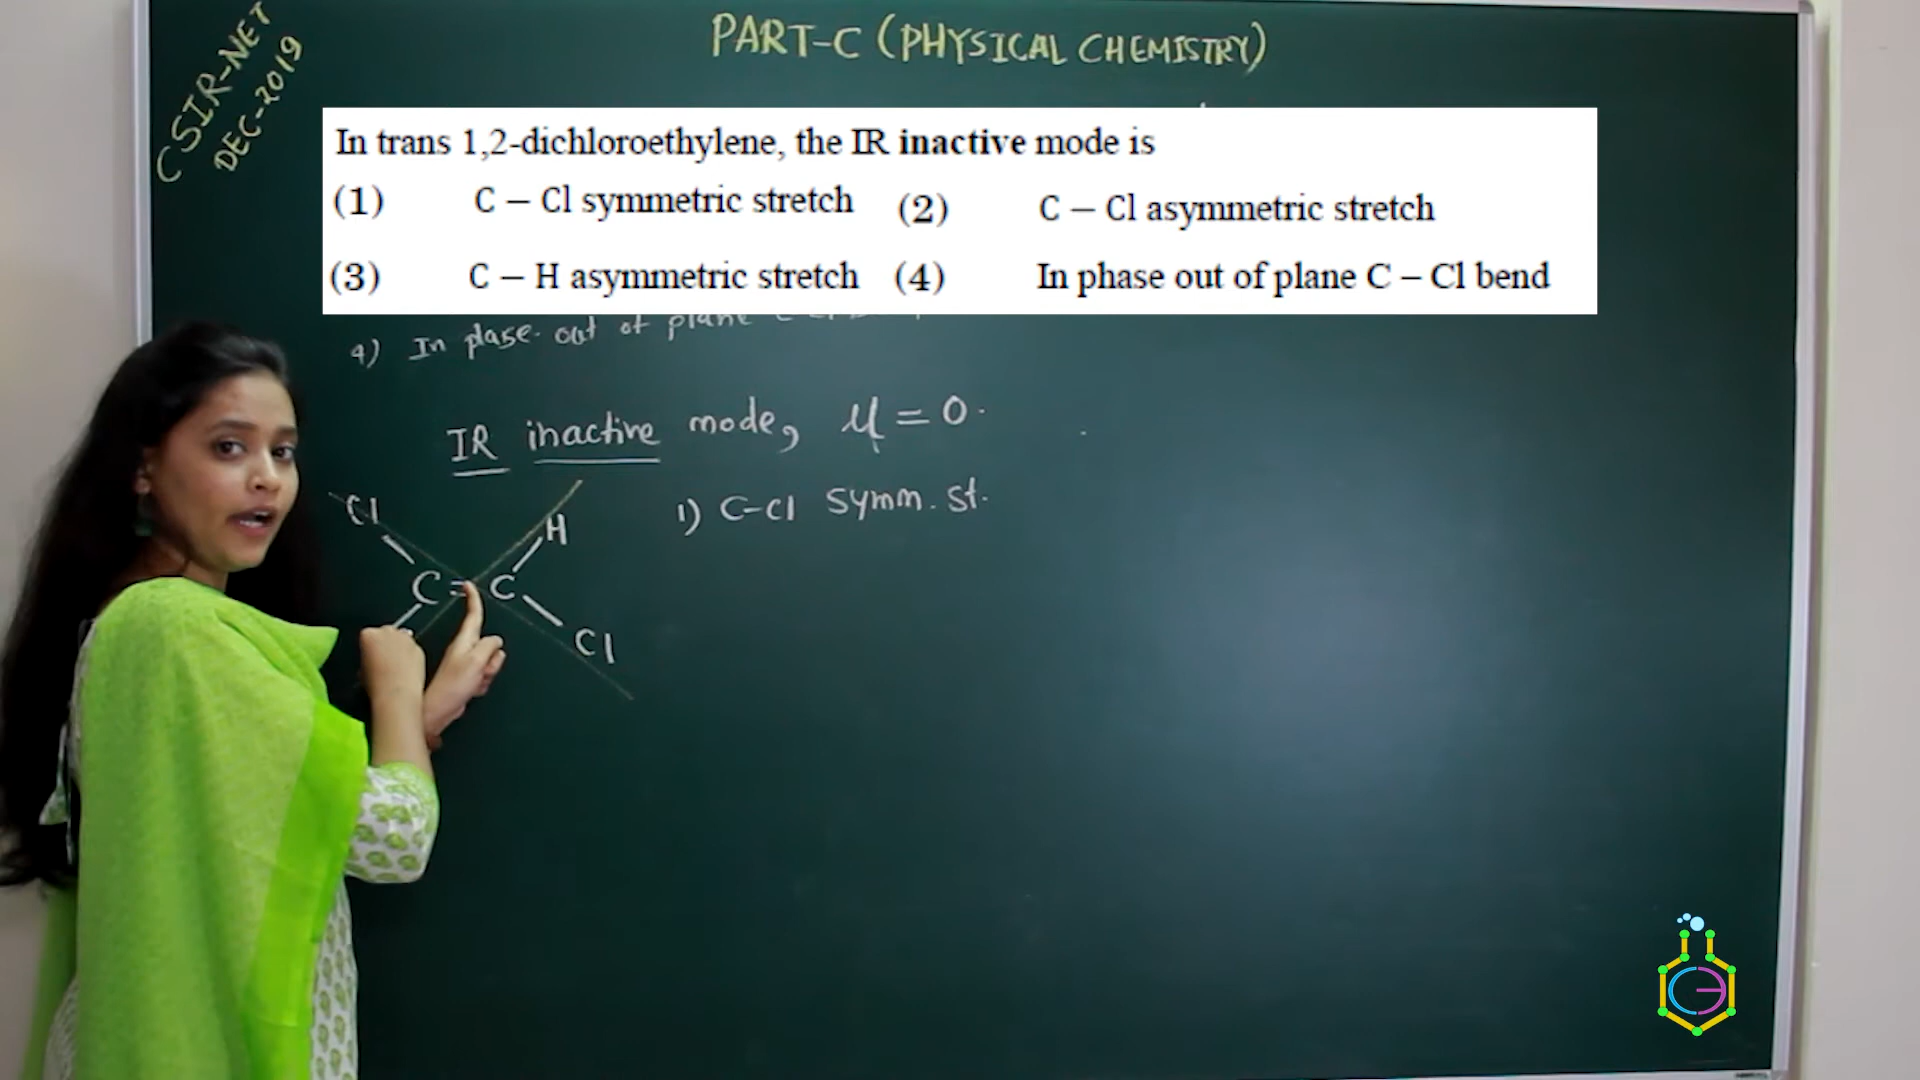 CSIR-NET
DEC-2019
PART-C (PHYSICAL CHEMISTRY)
In trans 1,2-dichloroethylene, the IR inactive mode is
(1) C – Cl symmetric stretch (2) C – Cl asymmetric stretch
(3) C – H asymmetric stretch (4) In phase out of plane C – Cl bend
4) In plase out of plane
IR inactive mode, μ = 0.
1) C-Cl Symm. st.
Cl H
C = C
Cl